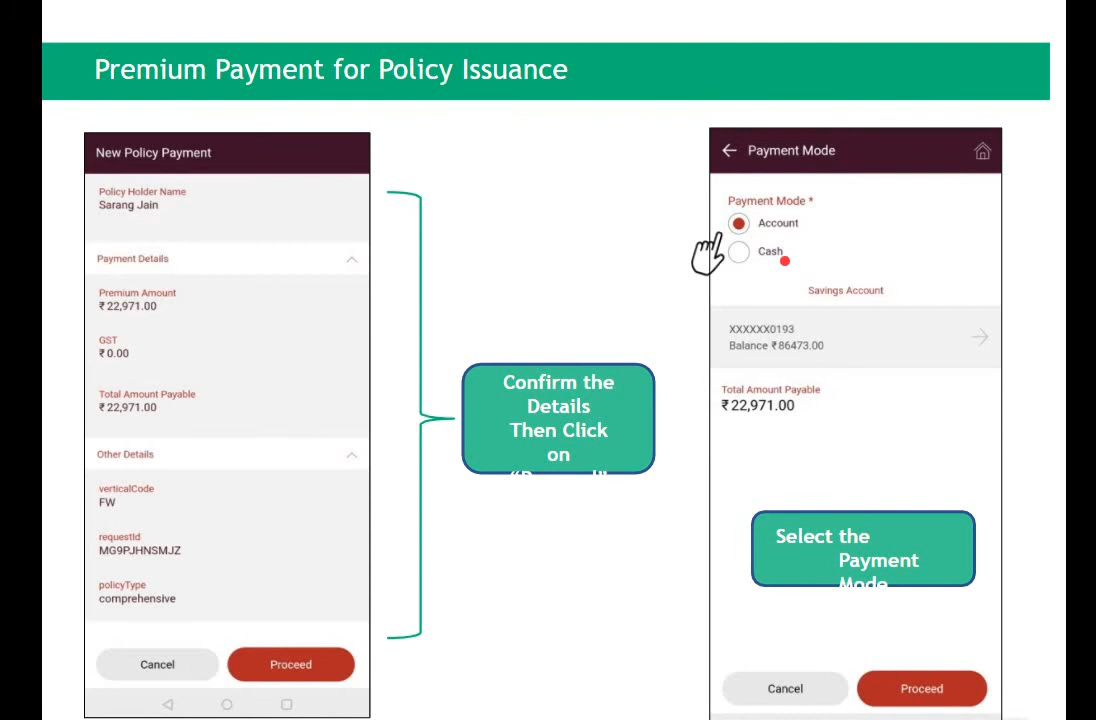 Premium Payment for Policy Issuance
New Policy Payment
Policy Holder Name
Sarang Jain
Payment Details
Premium Amount
₹ 22,971.00
GST
₹ 0.00
Total Amount Payable
₹ 22,971.00
Other Details
verticalCode
FW
requestId
MG9PJHNSMJZ
policyType
comprehensive
Cancel
Proceed
Confirm the
Details
Then Click
on
Payment Mode
Payment Mode *
Account
Cash
Savings Account
XXXXXX0193
Balance ₹ 86473.00
Total Amount Payable
₹ 22,971.00
Select the
Payment
Mode
Cancel
Proceed